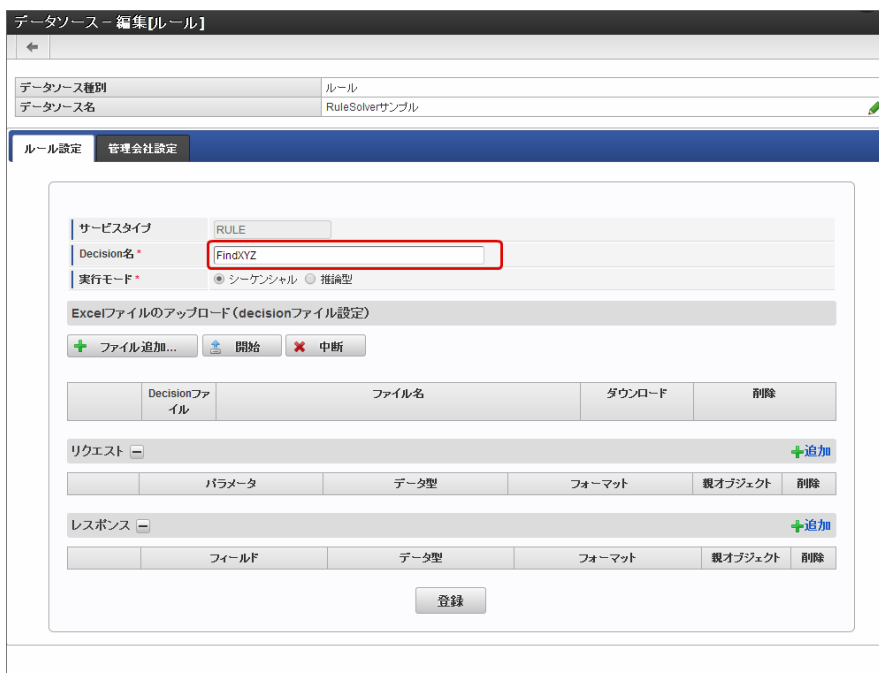 データソース – 編集[ルール]
データソース種別 ルール
データソース名 RuleSolverサンプル
ルール設定 管理会社設定
サービスタイプ RULE
Decision名* FindXYZ
実行モード* シーケンシャル 推論型
Excelファイルのアップロード(decisionファイル設定)
ファイル追加... 開始 中断
Decisionファ
イル ファイル名 ダウンロード 削除
リクエスト 追加
パラメータ データ型 フォーマット 親オブジェクト 削除
レスポンス 追加
フィールド データ型 フォーマット 親オブジェクト 削除
登録